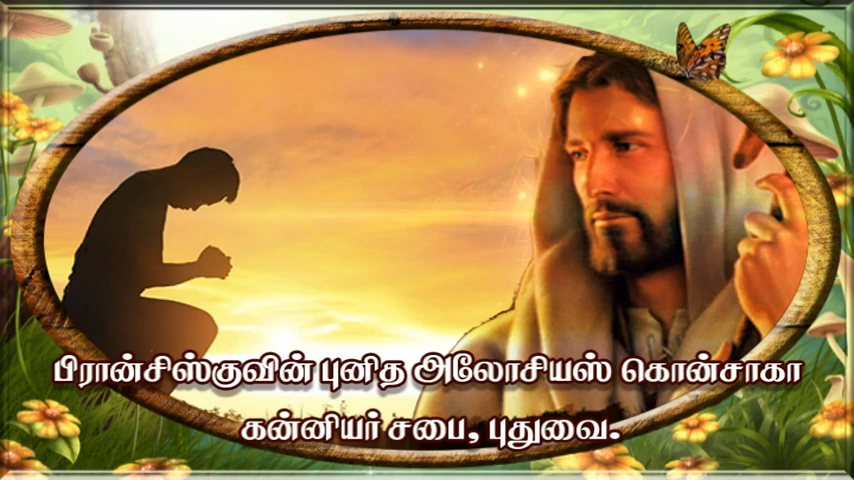 பிரான்சிஸ்குவின் புனித அலோசியஸ் கொன்சாகா
கன்னியர் சபை, புதுவை.